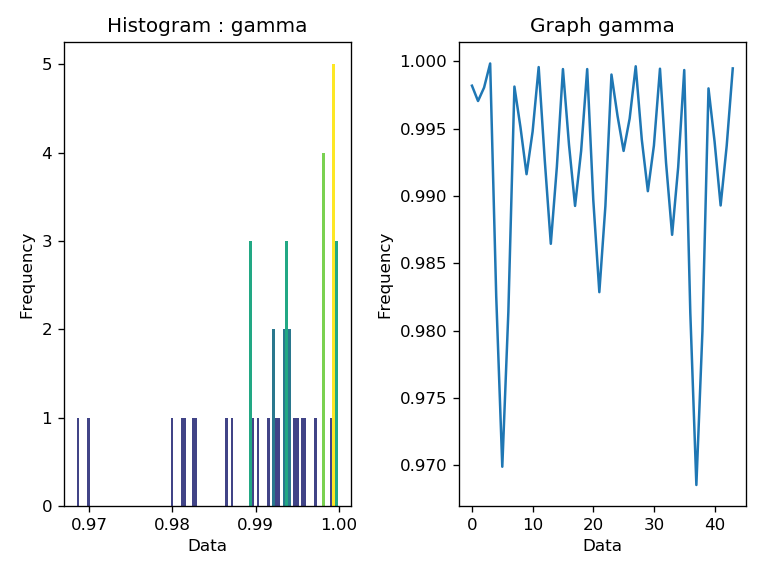 Histogram : gamma
Frequency
5
4
3
2
1
0
0.97 0.98 0.99 1.00
Data
Graph gamma
Frequency
1.000
0.995
0.990
0.985
0.980
0.975
0.970
0 10 20 30 40
Data